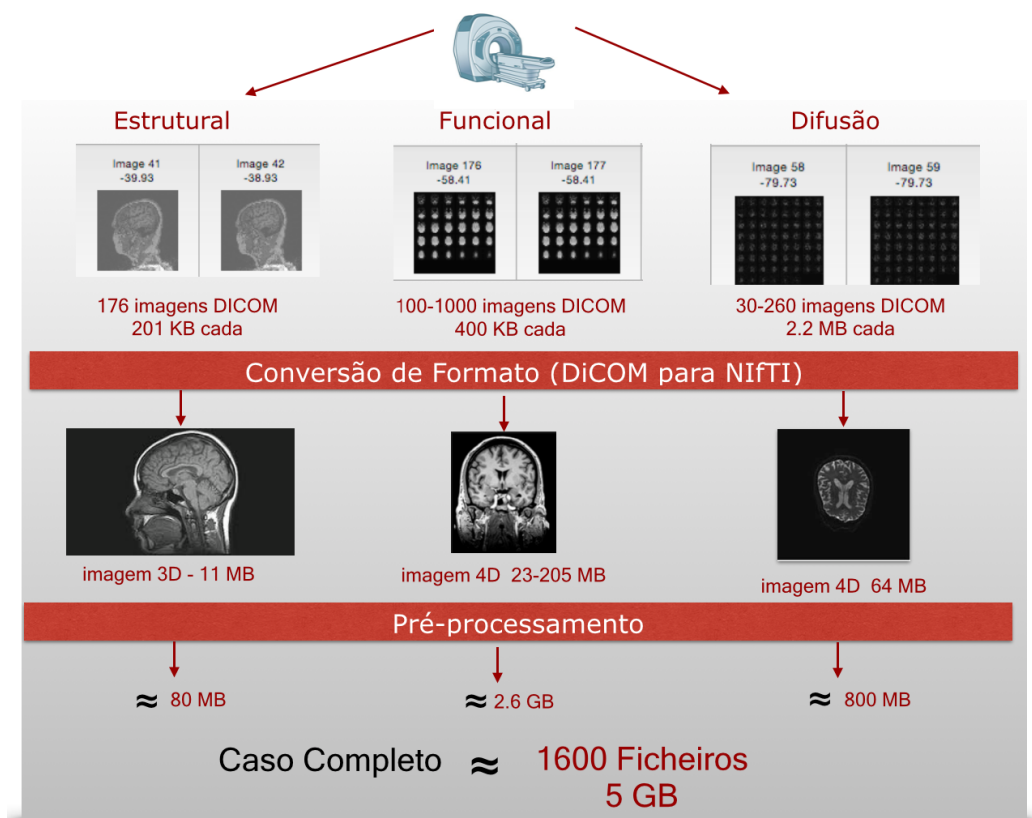 Estrutural
Funcional
Difusão
Image 41
-39.93
Image 42
-38.93
Image 176
-58.41
Image 177
-58.41
Image 58
-79.73
Image 59
-79.73
176 imagens DICOM
201 KB cada
100-1000 imagens DICOM
400 KB cada
30-260 imagens DICOM
2.2 MB cada
Conversão de Formato (DiCOM para NIfTI)
imagem 3D - 11 MB
imagem 4D 23-205 MB
imagem 4D 64 MB
Pré-processamento
≈ 80 MB
≈ 2.6 GB
≈ 800 MB
Caso Completo ≈ 1600 Ficheiros
5 GB